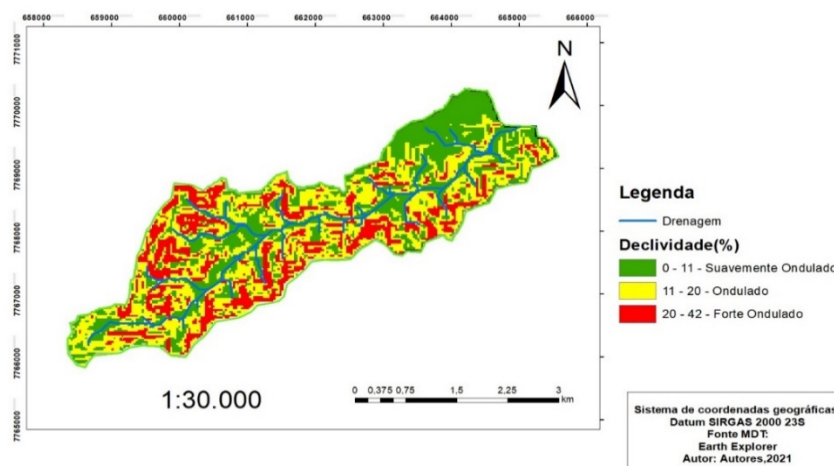 658000 659000 660000 661000 662000 663000 664000 665000 666000
7771000
7770000
7769000
7768000
7767000
7766000
7765000
N
1:30.000
0 0,375 0,75 1,5 2,25 3
km
Legenda
Drenagem
Declividade(%)
0 - 11 - Suavemente Ondulado
11 - 20 - Ondulado
20 - 42 - Forte Ondulado
Sistema de coordenadas geográficas
Datum SIRGAS 2000 23S
Fonte MDT:
Earth Explorer
Autor: Autores,2021